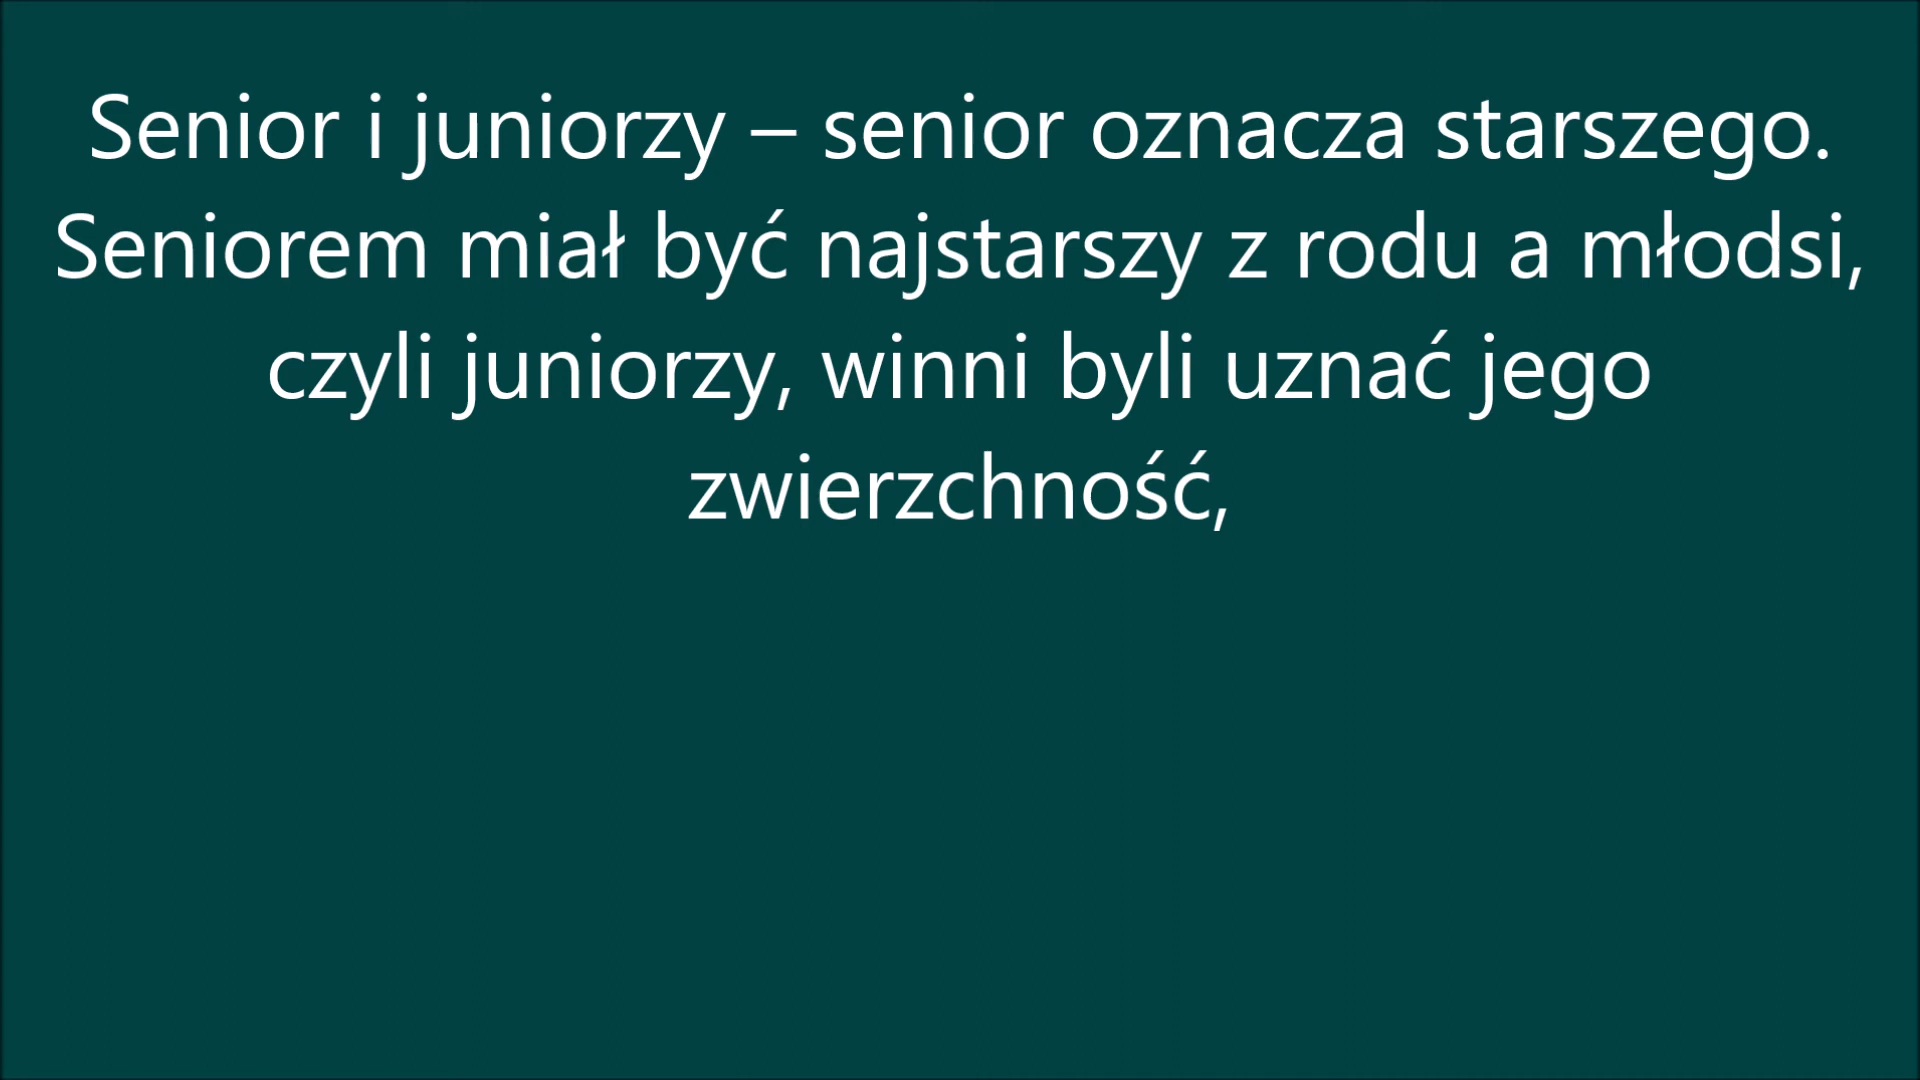 Senior i juniorzy – senior oznacza starszego.
Seniorem miał być najstarszy z rodu a młodsi,
czyli juniorzy, winni byli uznać jego
zwierzchność,